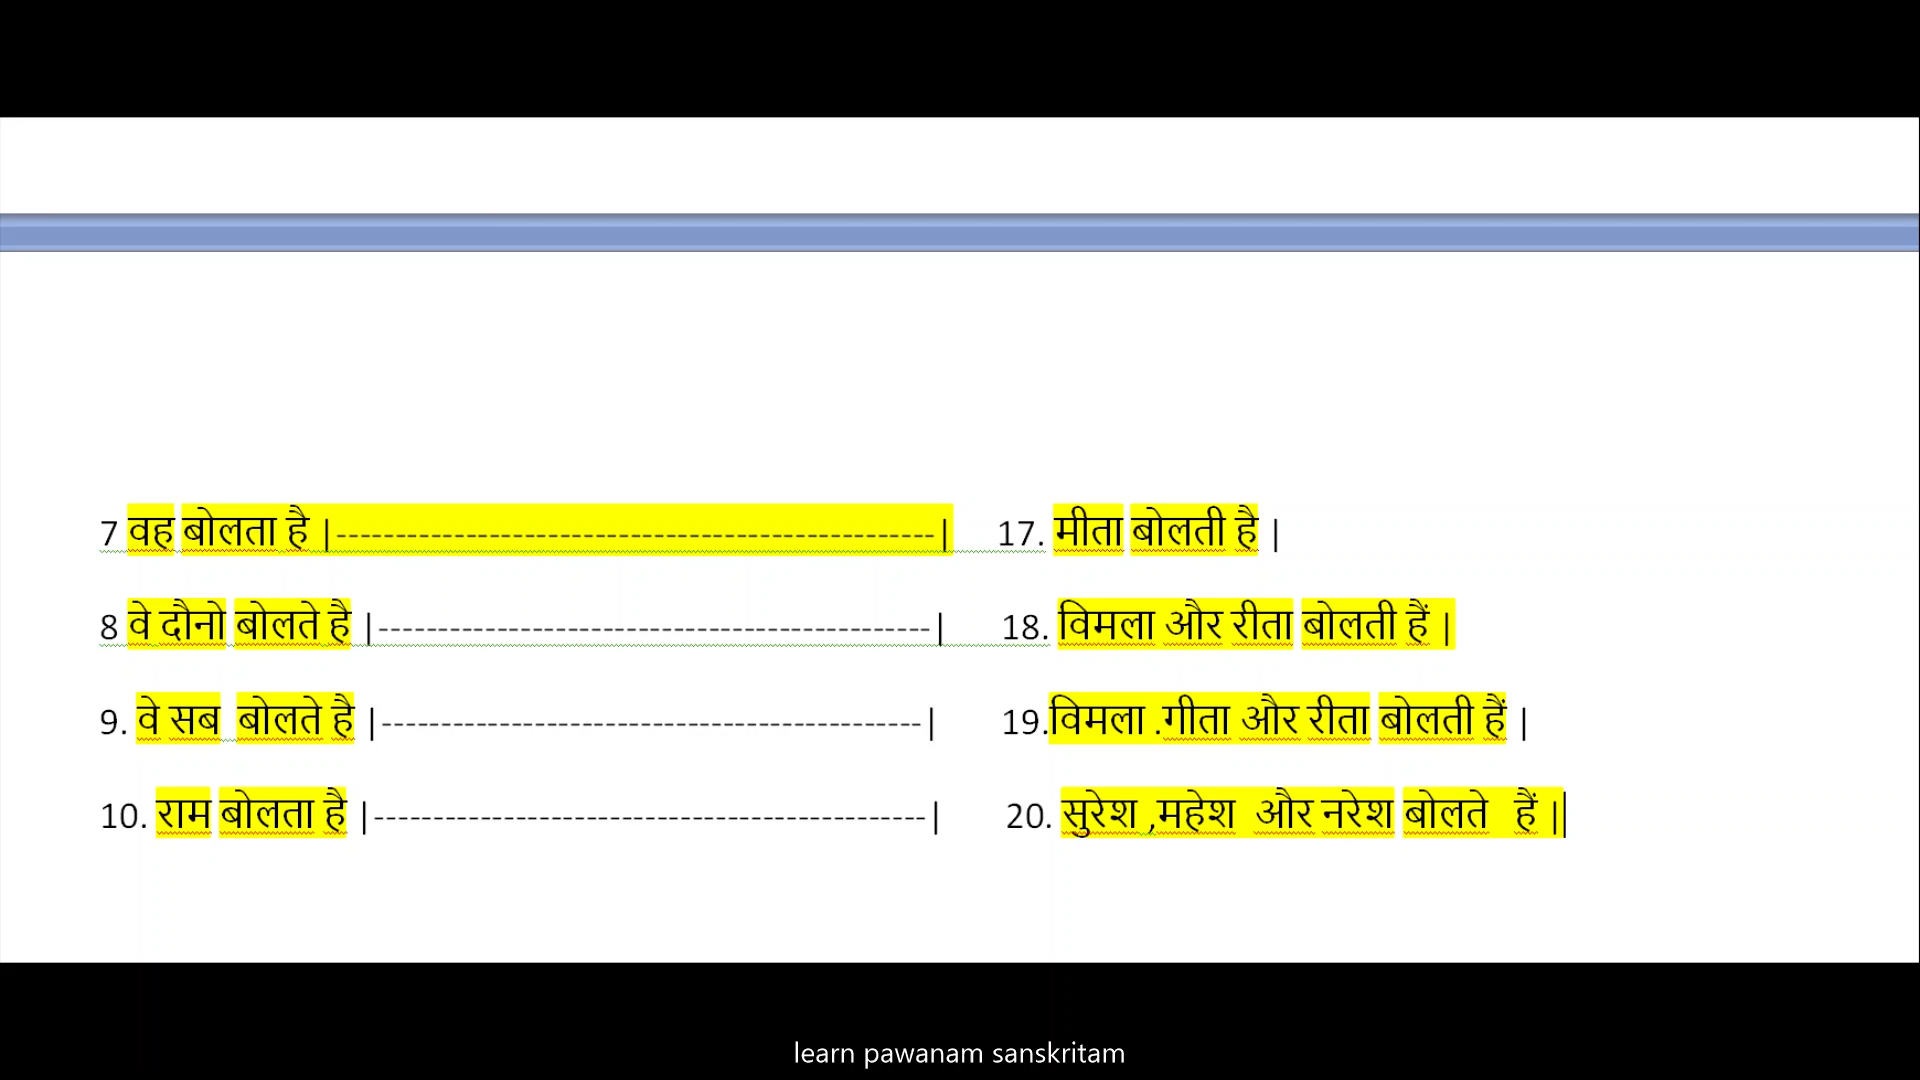 7 वह बोलता है |---------------------------------------------------| 17. मीता बोलती है |
8 वे दौनो बोलते है |-----------------------------------------------| 18. विमला और रीता बोलती हैं |
9. वे सब बोलते है |----------------------------------------------| 19.विमला .गीता और रीता बोलती हैं |
10. राम बोलता है |-----------------------------------------------| 20. सुरेश ,महेश और नरेश बोलते हैं |
learn pawanam sanskritam